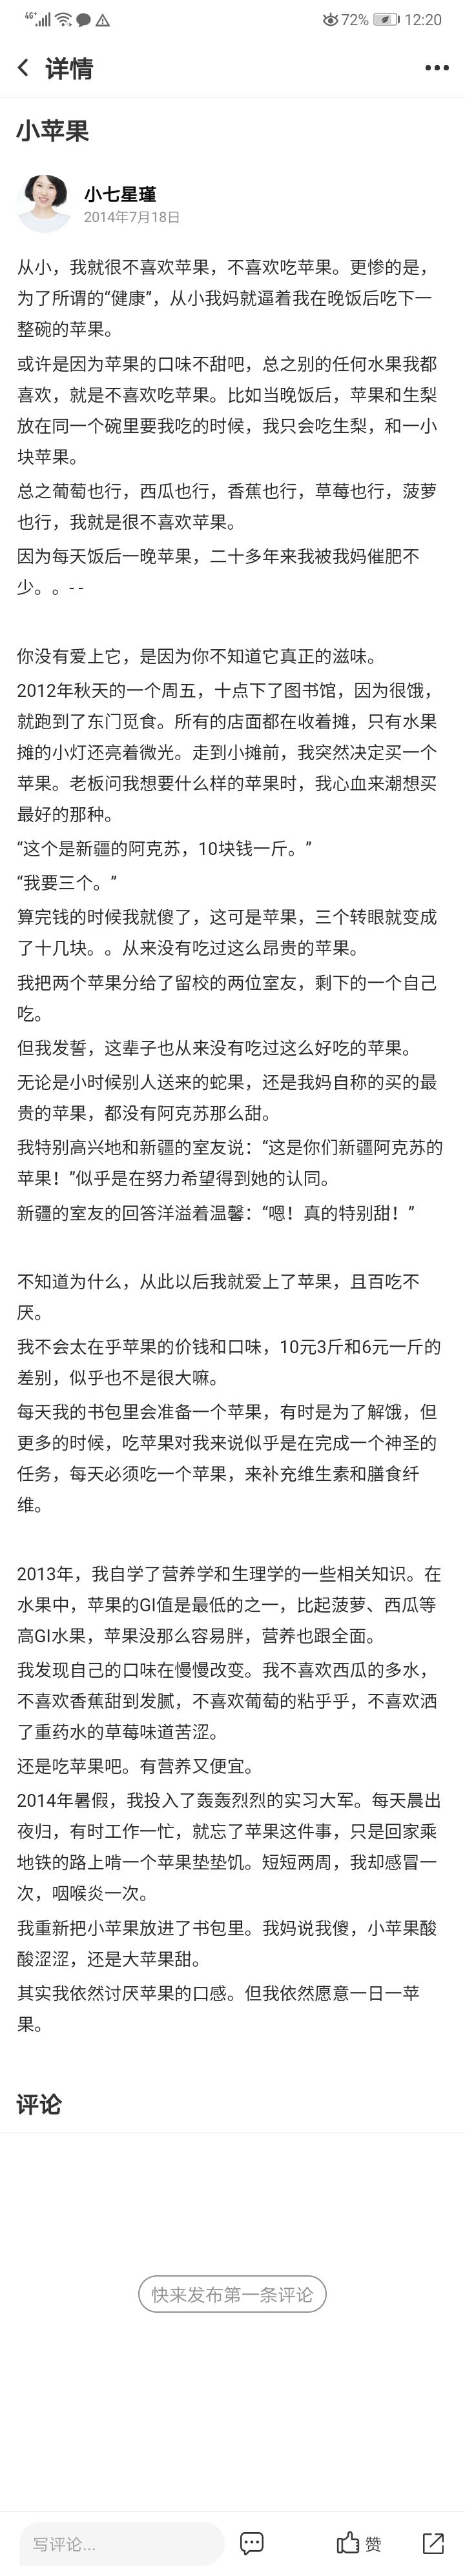 4G+ 72% 12:20
详情
小苹果
小七星瑾
2014年7月18日
从小，我就很不喜欢苹果，不喜欢吃苹果。更惨的是，
为了所谓的“健康”，从小我妈就逼着我在晚饭后吃下一
整碗的苹果。
或许是因为苹果的口味不甜吧，总之别的任何水果我都
喜欢，就是不喜欢吃苹果。比如当晚饭后，苹果和生梨
放在同一个碗里要我吃的时候，我只会吃生梨，和一小
块苹果。
总之葡萄也行，西瓜也行，香蕉也行，草莓也行，菠萝
也行，我就是很不喜欢苹果。
因为每天饭后一晚苹果，二十多年来我被我妈催肥不
少。。- -
你没有爱上它，是因为你不知道它真正的滋味。
2012年秋天的一个周五，十点下了图书馆，因为很饿，
就跑到了东门觅食。所有的店面都在收着摊，只有水果
摊的小灯还亮着微光。走到小摊前，我突然决定买一个
苹果。老板问我想要什么样的苹果时，我心血来潮想买
最好的那种。
“这个是新疆的阿克苏，10块钱一斤。”
“我要三个。”
算完钱的时候我就傻了，这可是苹果，三个转眼就变成
了十几块。。从来没有吃过这么昂贵的苹果。
我把两个苹果分给了留校的两位室友，剩下的一个自己
吃。
但我发誓，这辈子也从来没有吃过这么好吃的苹果。
无论是小时候别人送来的蛇果，还是我妈自称的买的最
贵的苹果，都没有阿克苏那么甜。
我特别高兴地和新疆的室友说：“这是你们新疆阿克苏的
苹果！”似乎是在努力希望得到她的认同。
新疆的室友的回答洋溢着温馨：“嗯！真的特别甜！”
不知道为什么，从此以后我就爱上了苹果，且百吃不
厌。
我不会太在乎苹果的价钱和口味，10元3斤和6元一斤的
差别，似乎也不是很大嘛。
每天我的书包里会准备一个苹果，有时是为了解饿，但
更多的时候，吃苹果对我来说似乎是在完成一个神圣的
任务，每天必须吃一个苹果，来补充维生素和膳食纤
维。
2013年，我自学了营养学和生理学的一些相关知识。在
水果中，苹果的GI值是最低的之一，比起菠萝、西瓜等
高GI水果，苹果没那么容易胖，营养也跟全面。
我发现自己的口味在慢慢改变。我不喜欢西瓜的多水，
不喜欢香蕉甜到发腻，不喜欢葡萄的粘乎乎，不喜欢洒
了重药水的草莓味道苦涩。
还是吃苹果吧。有营养又便宜。
2014年暑假，我投入了轰轰烈烈的实习大军。每天晨出
夜归，有时工作一忙，就忘了苹果这件事，只是回家乘
地铁的路上啃一个苹果垫垫饥。短短两周，我却感冒一
次，咽喉炎一次。
我重新把小苹果放进了书包里。我妈说我傻，小苹果酸
酸涩涩，还是大苹果甜。
其实我依然讨厌苹果的口感。但我依然愿意一日一苹
果。
评论
快来发布第一条评论
写评论...
赞